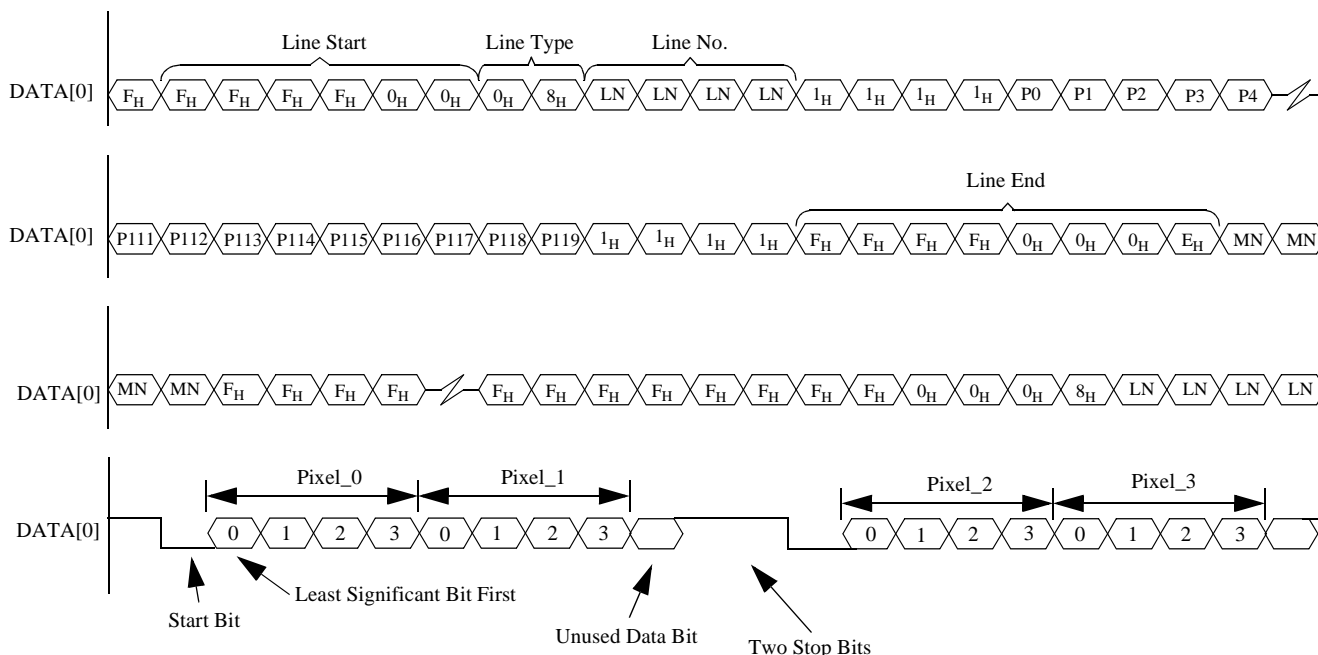 Line Start Line Type Line No.
DATA[0] F_H F_H F_H F_H F_H 0_H 0_H 0_H 8_H LN LN LN LN 1_H 1_H 1_H 1_H P0 P1 P2 P3 P4
Line End
DATA[0] P111 P112 P113 P114 P115 P116 P117 P118 P119 1_H 1_H 1_H 1_H F_H F_H F_H F_H 0_H 0_H 0_H E_H MN MN
DATA[0] MN MN F_H F_H F_H F_H F_H F_H F_H F_H F_H F_H F_H F_H 0_H 0_H 0_H 8_H LN LN LN LN
Pixel_0 Pixel_1 Pixel_2 Pixel_3
DATA[0] 0 1 2 3 0 1 2 3 0 1 2 3 0 1 2 3
Least Significant Bit First
Start Bit Unused Data Bit Two Stop Bits